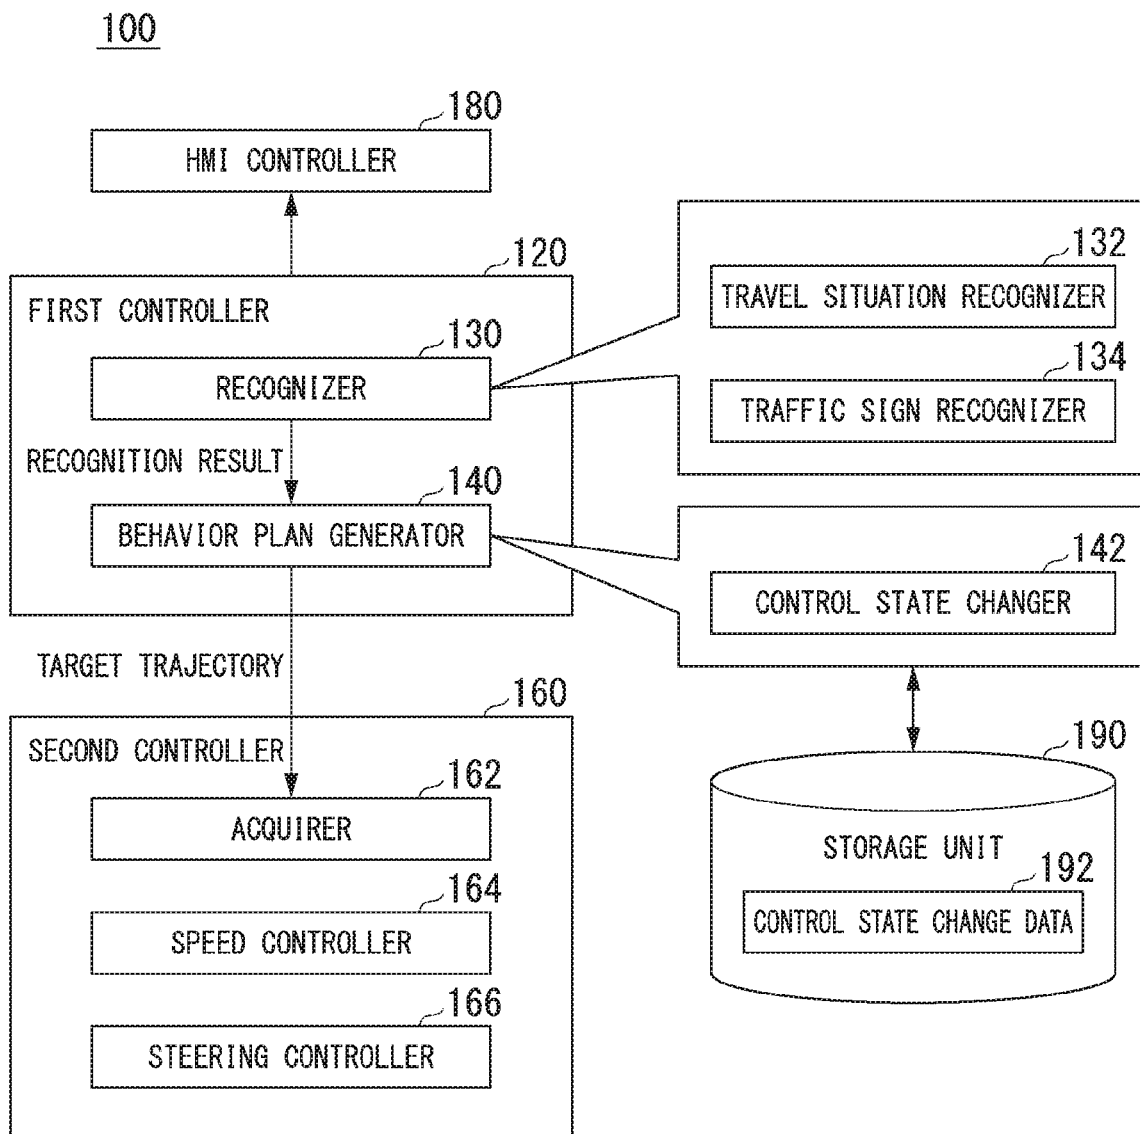 100
180
HMI CONTROLLER
120
FIRST CONTROLLER
130
RECOGNIZER
RECOGNITION RESULT
140
BEHAVIOR PLAN GENERATOR
132
TRAVEL SITUATION RECOGNIZER
134
TRAFFIC SIGN RECOGNIZER
142
CONTROL STATE CHANGER
TARGET TRAJECTORY
160
SECOND CONTROLLER
162
ACQUIRER
164
SPEED CONTROLLER
166
STEERING CONTROLLER
190
STORAGE UNIT
192
CONTROL STATE CHANGE DATA